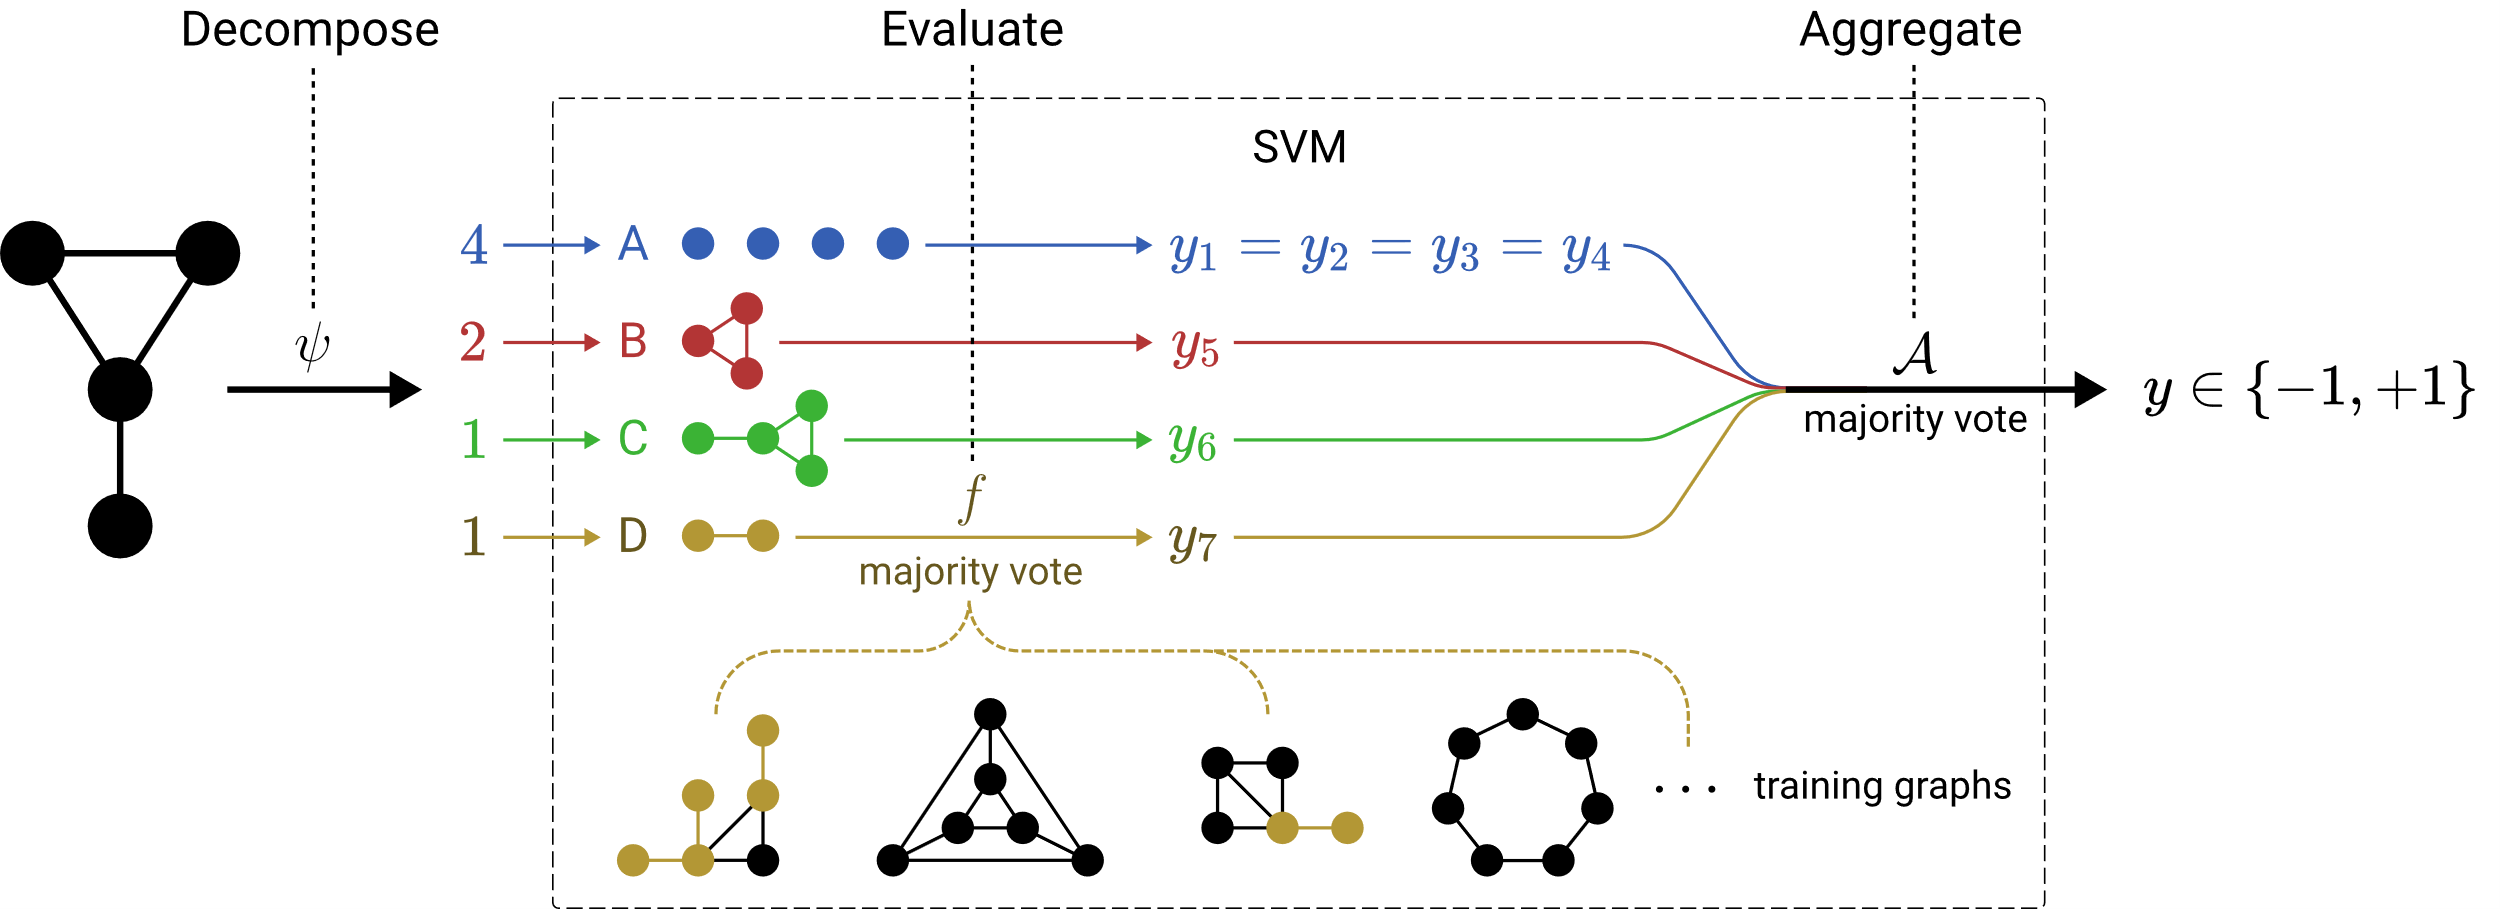 Decompose Evaluate Aggregate
SVM
4 A y₁ = y₂ = y₃ = y₄
2 B y₅
ψ 𝒜
majority vote
y ∈ {−1, +1}
1 C y₆
f
1 D y₇
majority vote
... training graphs